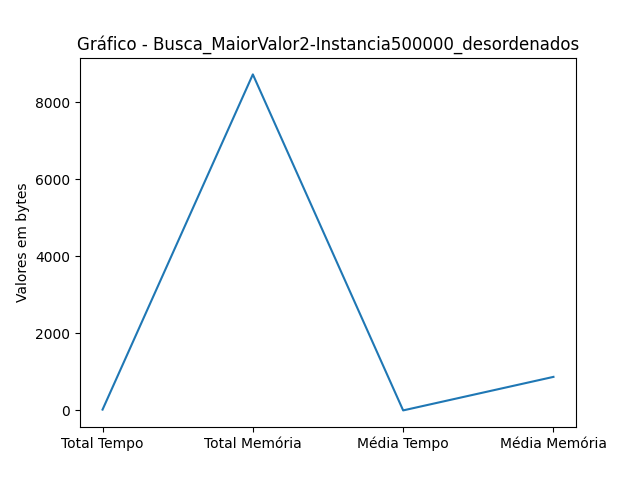 Gráfico - Busca_MaiorValor2-Instancia500000_desordenados
Valores em bytes
8000
6000
4000
2000
0
Total Tempo
Total Memória
Média Tempo
Média Memória